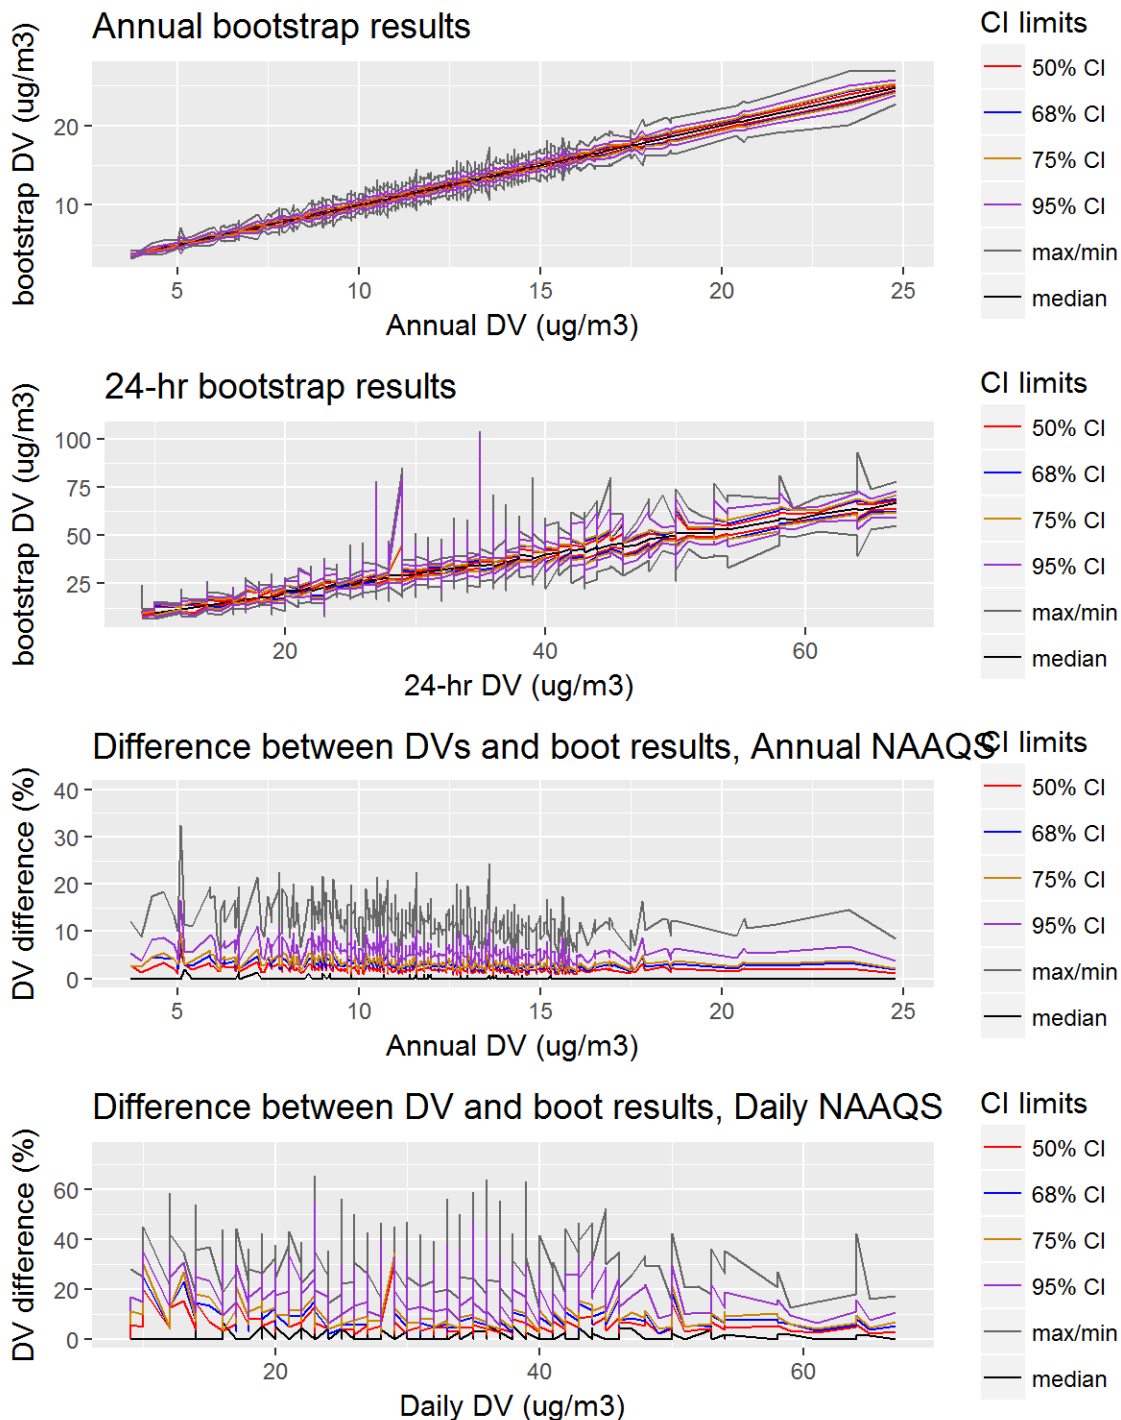 Annual bootstrap results
bootstrap DV (ug/m3)
20
10
5
10
15
20
25
Annual DV (ug/m3)
CI limits
50% CI
68% CI
75% CI
95% CI
max/min
median
24-hr bootstrap results
bootstrap DV (ug/m3)
100
75
50
25
20
40
60
24-hr DV (ug/m3)
CI limits
50% CI
68% CI
75% CI
95% CI
max/min
median
Difference between DVs and boot results, Annual NAAQS
DV difference (%)
40
30
20
10
0
5
10
15
20
25
Annual DV (ug/m3)
CI limits
50% CI
68% CI
75% CI
95% CI
max/min
median
Difference between DV and boot results, Daily NAAQS
DV difference (%)
60
40
20
0
20
40
60
Daily DV (ug/m3)
CI limits
50% CI
68% CI
75% CI
95% CI
max/min
median